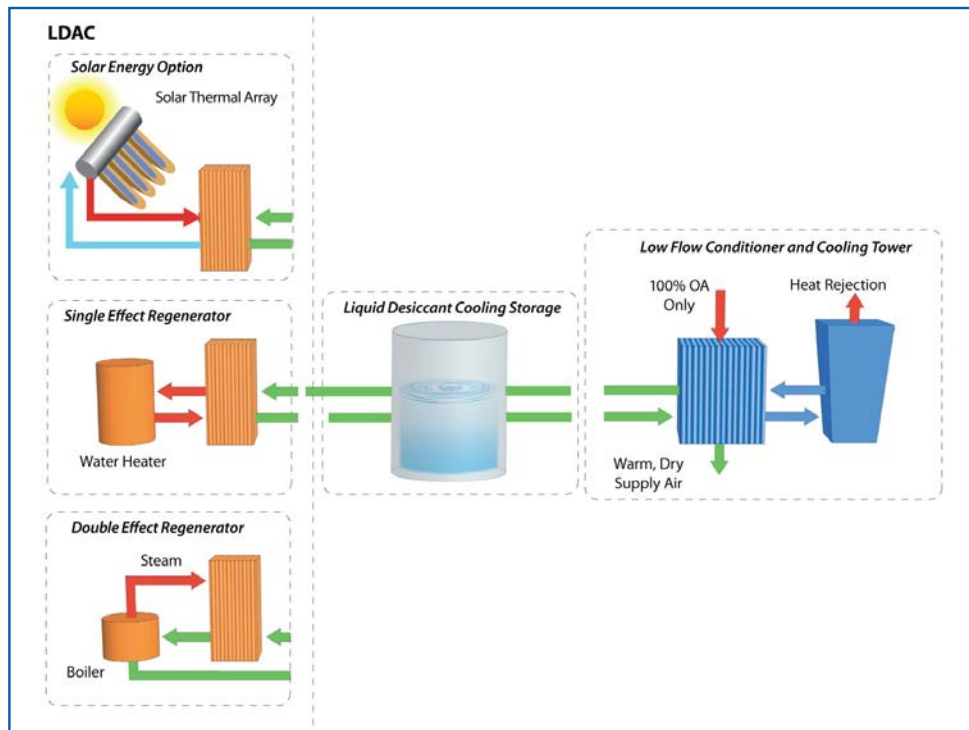 LDAC
Solar Energy Option
Solar Thermal Array
Single Effect Regenerator
Water Heater
Double Effect Regenerator
Steam
Boiler
Liquid Desiccant Cooling Storage
Low Flow Conditioner and Cooling Tower
100% OA
Only
Heat Rejection
Warm, Dry
Supply Air